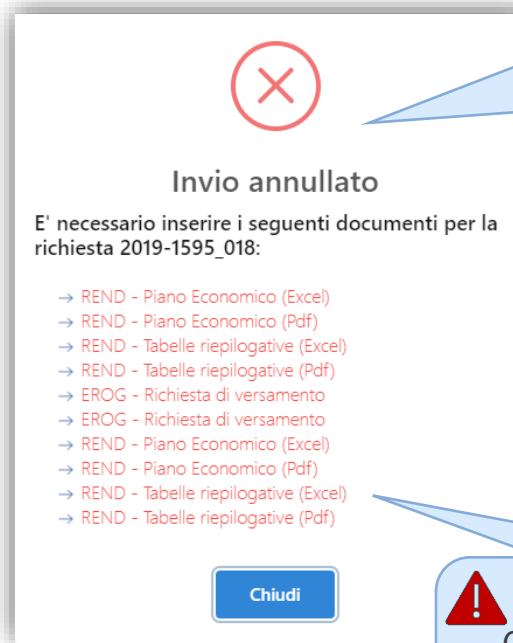 Invio annullato
E' necessario inserire i seguenti documenti per la
richiesta 2019-1595_018:
→ REND - Piano Economico (Excel)
→ REND - Piano Economico (Pdf)
→ REND - Tabelle riepilogative (Excel)
→ REND - Tabelle riepilogative (Pdf)
→ EROG - Richiesta di versamento
→ EROG - Richiesta di versamento
→ REND - Piano Economico (Excel)
→ REND - Piano Economico (Pdf)
→ REND - Tabelle riepilogative (Excel)
→ REND - Tabelle riepilogative (Pdf)
Chiudi